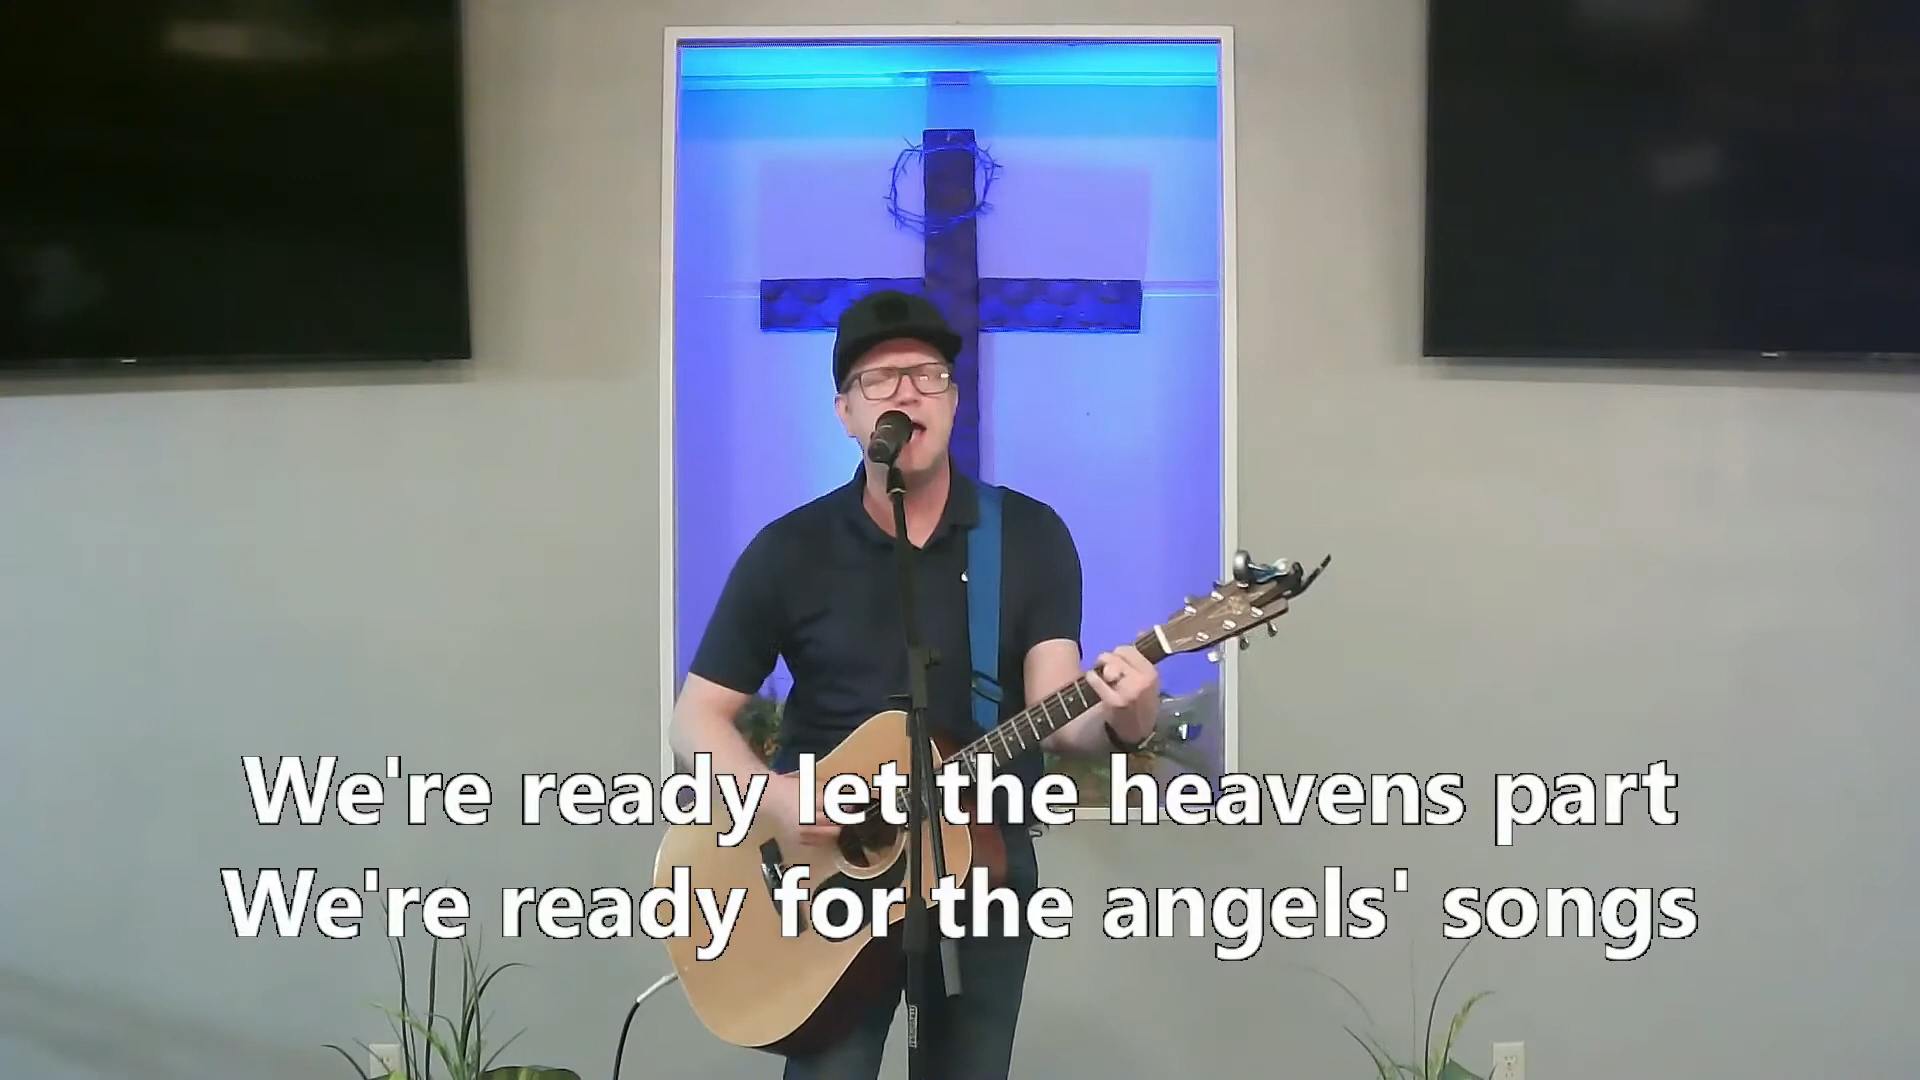 We're ready let the heavens part
We're ready for the angels' songs